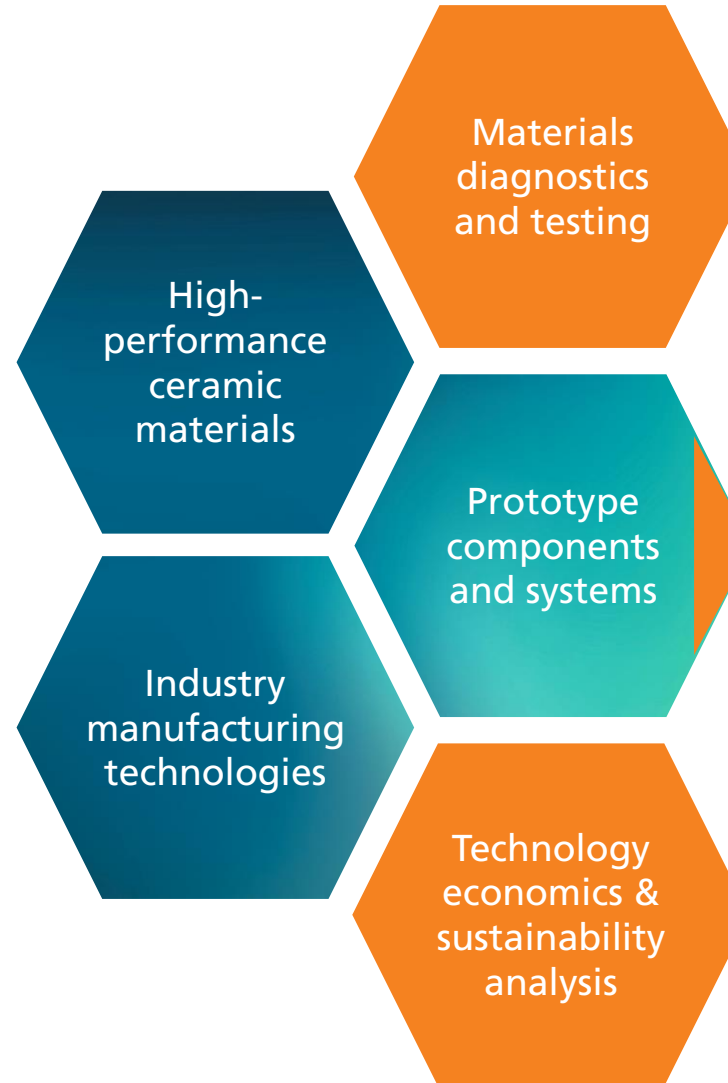 Materials
diagnostics
and testing
High-
performance
ceramic
materials
Prototype
components
and systems
Industry
manufacturing
technologies
Technology
economics &
sustainability
analysis